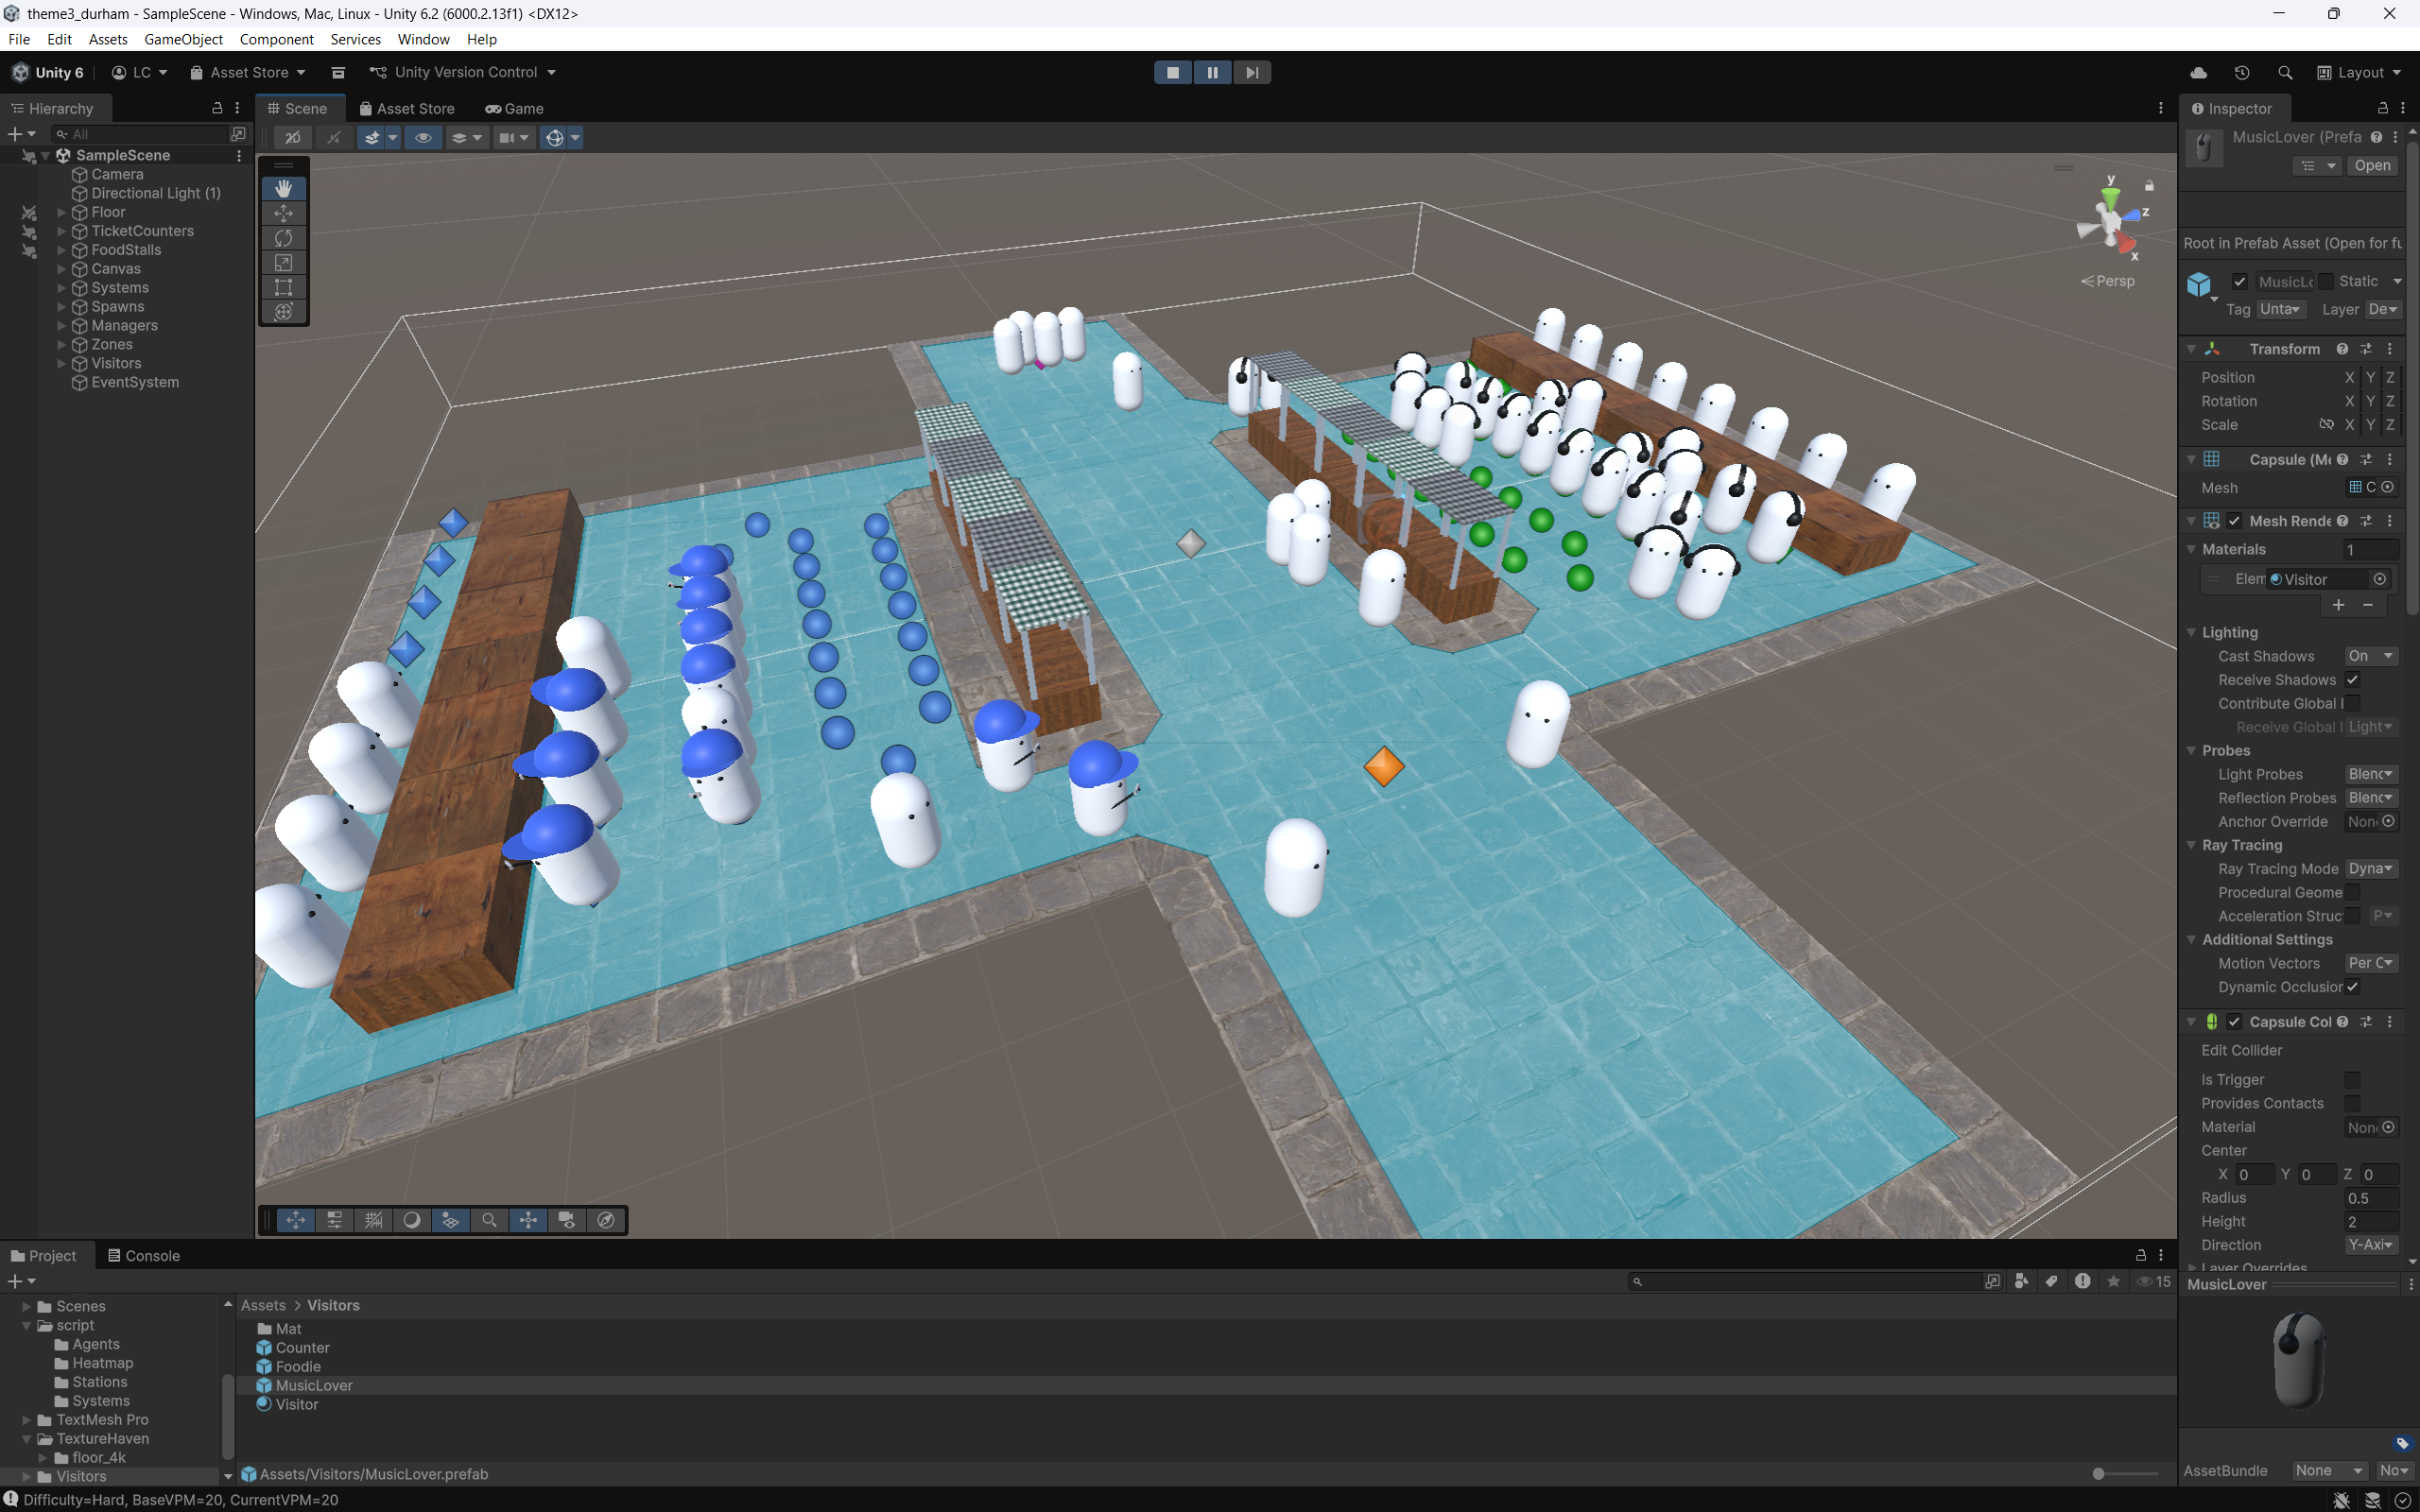 theme3_durham - SampleScene - Windows, Mac, Linux - Unity 6.2 (6000.2.13f1) <DX12>
File Edit Assets GameObject Component Services Window Help
Unity 6 LC Asset Store Unity Version Control Layout
Hierarchy
All
SampleScene
Camera
Directional Light (1)
Floor
TicketCounters
FoodStalls
Canvas
Systems
Spawns
Managers
Zones
Visitors
EventSystem
Scene Asset Store Game
2D
y
z
x
Persp
Inspector
MusicLover (Prefa
Open
Root in Prefab Asset (Open for fu
MusicLo Static
Tag Unta Layer De
Transform
Position X Y Z
Rotation X Y Z
Scale X Y Z
Capsule (Me
Mesh C
Mesh Rende
Materials 1
Elem Visitor
Lighting
Cast Shadows On
Receive Shadows
Contribute Global I
Receive Global I Light
Probes
Light Probes Blend
Reflection Probes Blend
Anchor Override Non
Ray Tracing
Ray Tracing Mode Dyna
Procedural Geome
Acceleration Struc P
Additional Settings
Motion Vectors Per O
Dynamic Occlusion
Capsule Col
Edit Collider
Is Trigger
Provides Contacts
Material Non
Center
X 0 Y 0 Z 0
Radius 0.5
Height 2
Direction Y-Axi
Layer Overrides
MusicLover
AssetBundle None No
Project Console
15
Scenes
script
Agents
Heatmap
Stations
Systems
TextMesh Pro
TextureHaven
floor_4k
Visitors
Assets > Visitors
Mat
Counter
Foodie
MusicLover
Visitor
Assets/Visitors/MusicLover.prefab
Difficulty=Hard, BaseVPM=20, CurrentVPM=20